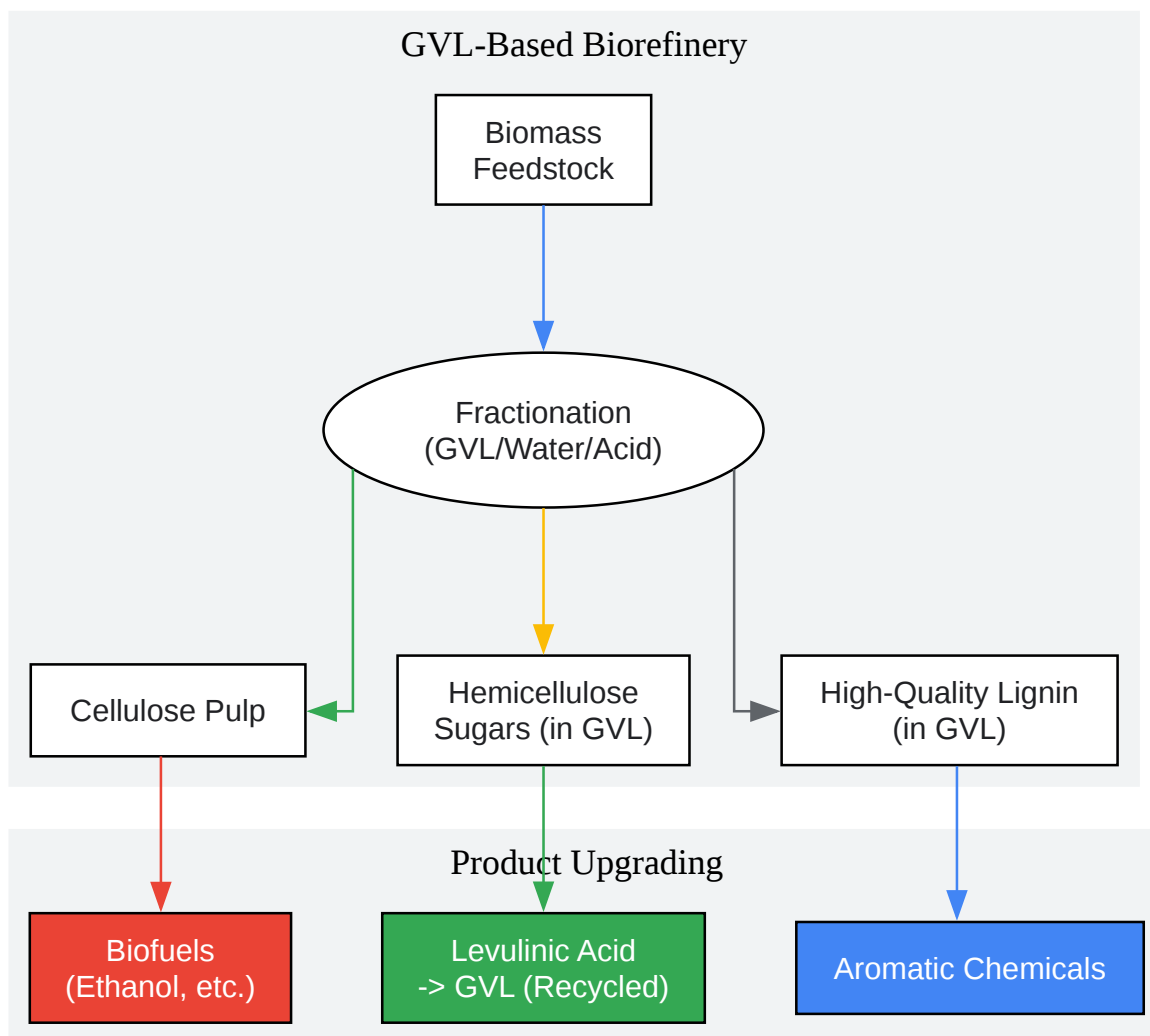 GVL-Based Biorefinery
Biomass
Feedstock
Fractionation
(GVL/Water/Acid)
Cellulose Pulp
Hemicellulose
Sugars (in GVL)
High-Quality Lignin
(in GVL)
Product Upgrading
Biofuels
(Ethanol, etc.)
Levulinic Acid
-> GVL (Recycled)
Aromatic Chemicals